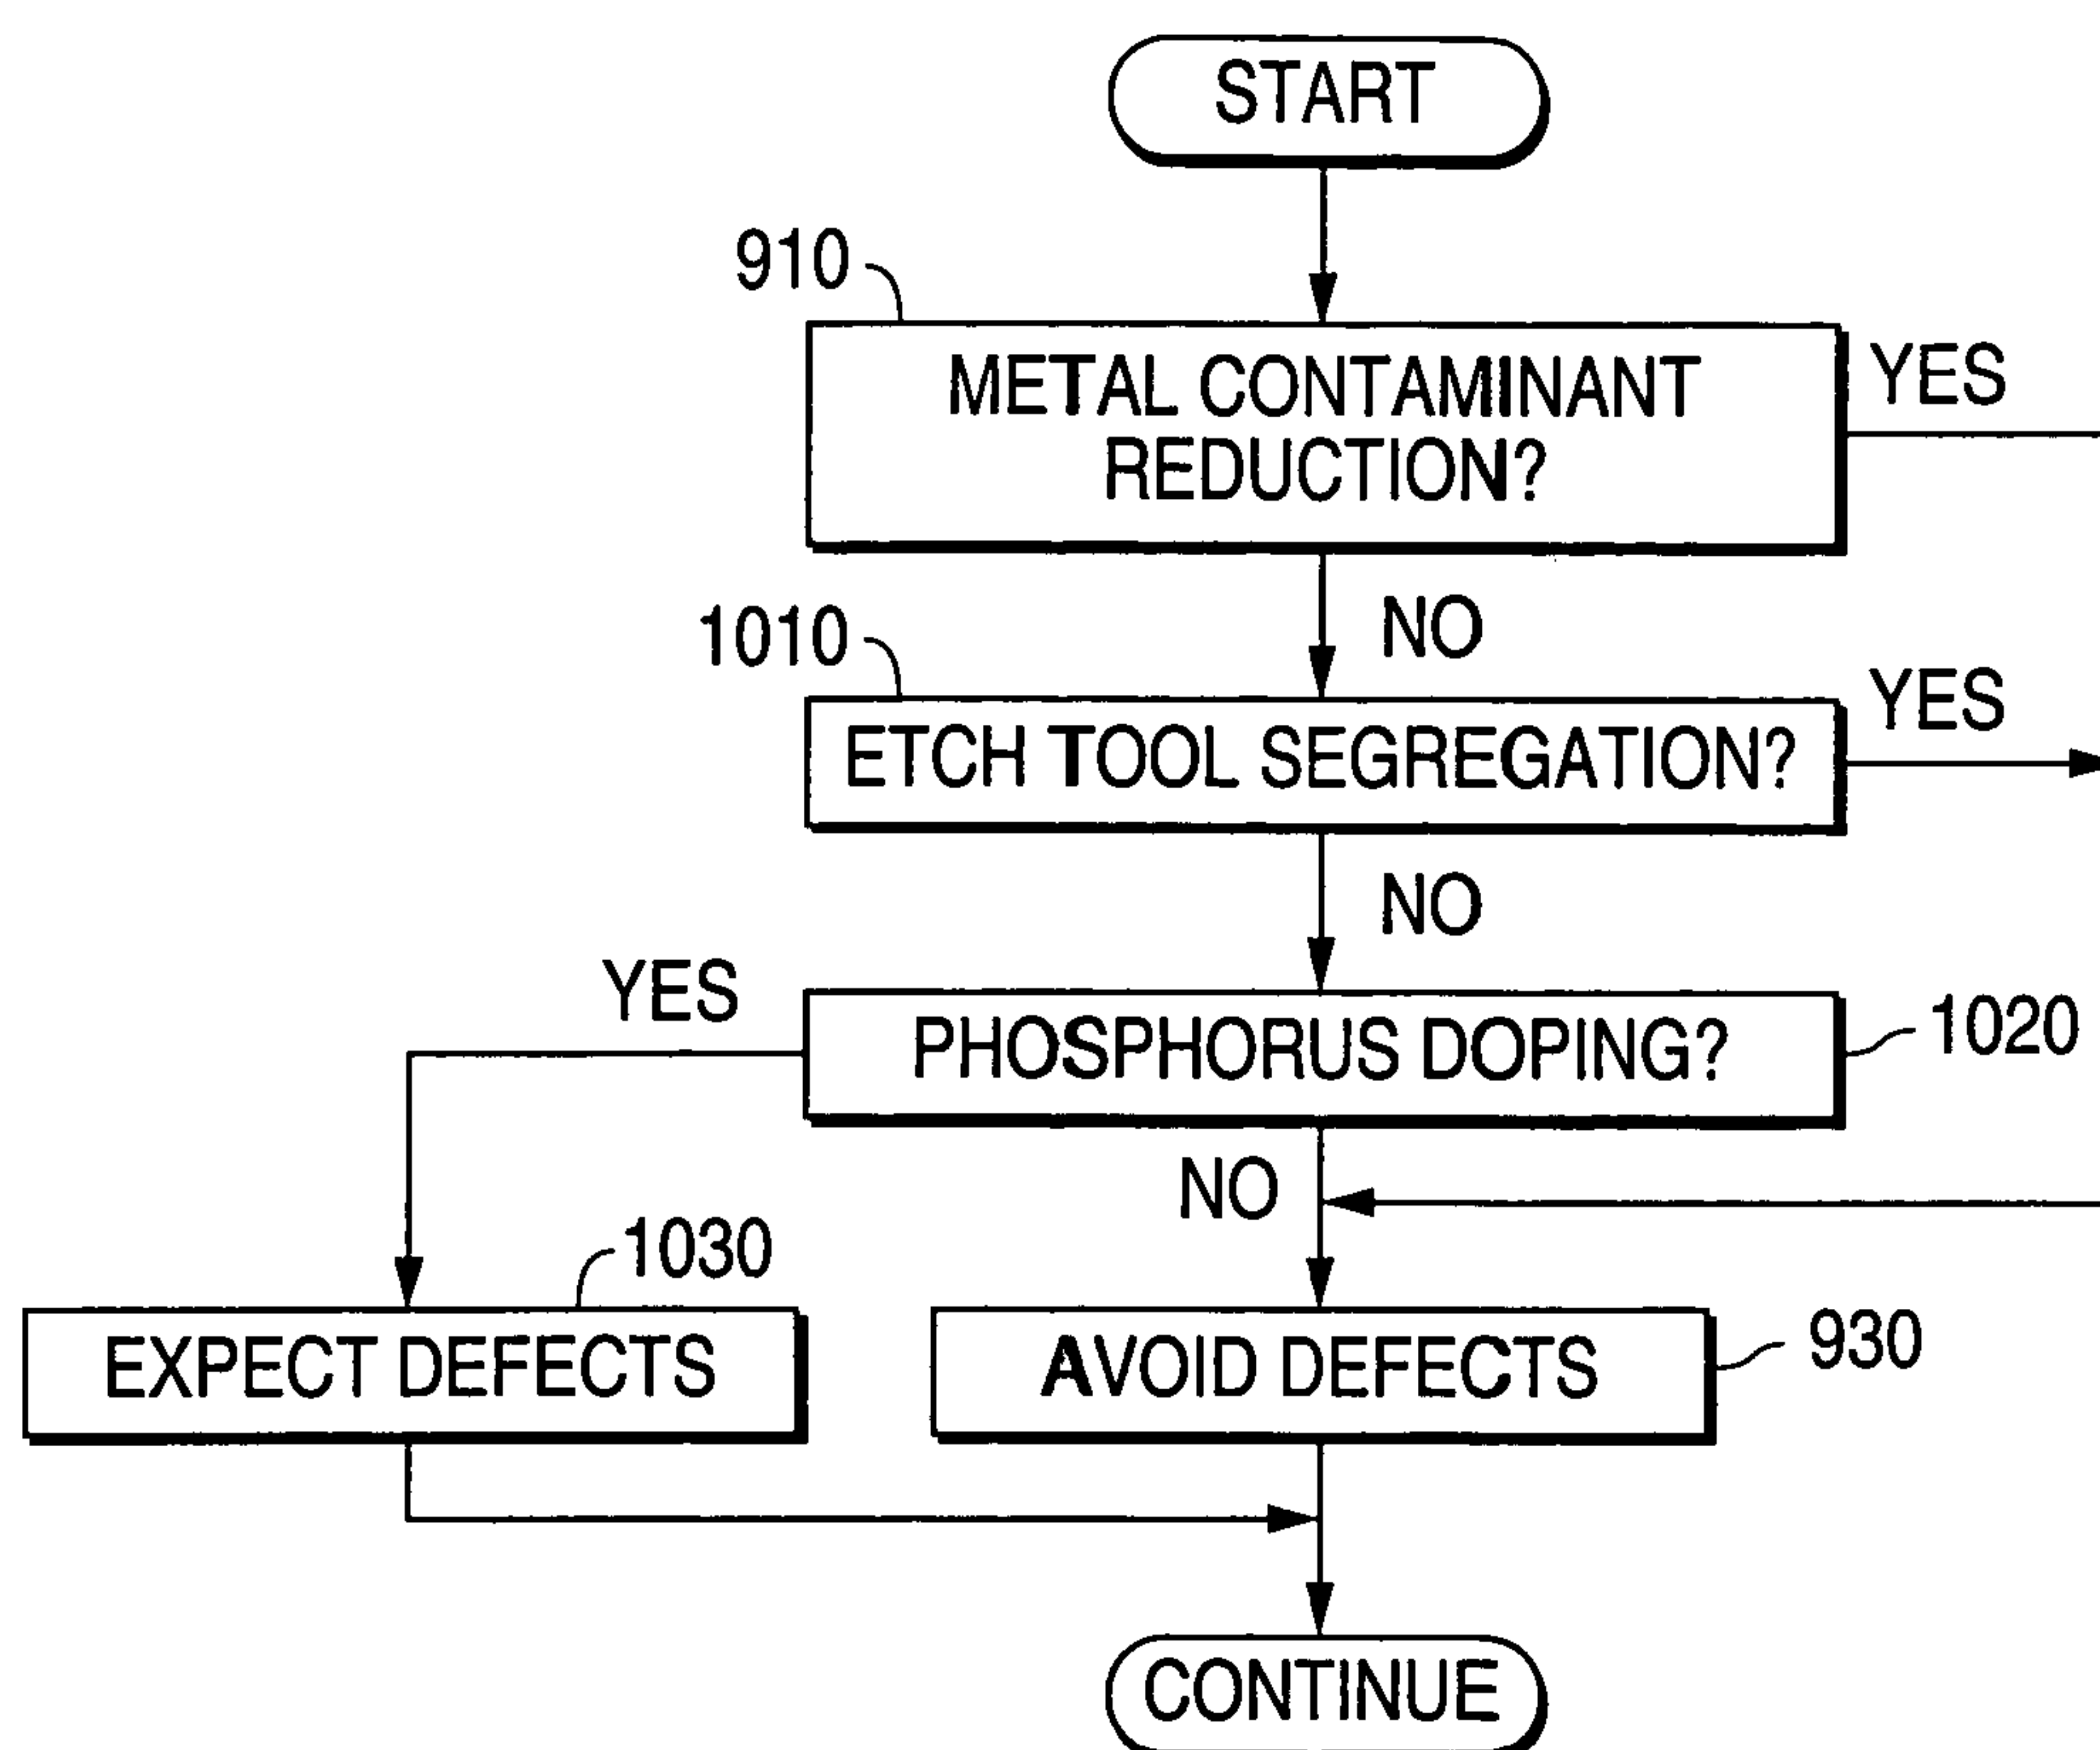 START
910
METAL CONTAMINANT
REDUCTION?
YES
NO
1010
ETCH TOOL SEGREGATION?
YES
NO
YES
PHOSPHORUS DOPING?
1020
NO
1030
EXPECT DEFECTS
AVOID DEFECTS
930
CONTINUE